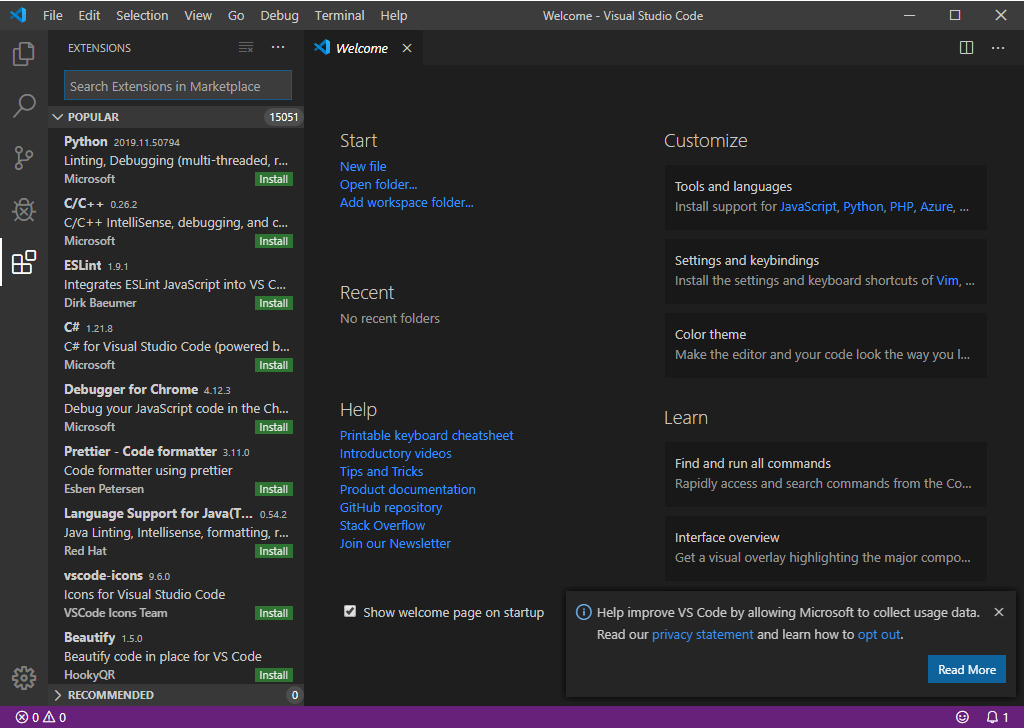 File Edit Selection View Go Debug Terminal Help
Welcome - Visual Studio Code
EXTENSIONS
Search Extensions in Marketplace
POPULAR 15051
Python 2019.11.50794
Linting, Debugging (multi-threaded, r...
Microsoft Install
C/C++ 0.26.2
C/C++ IntelliSense, debugging, and c...
Microsoft Install
ESLint 1.9.1
Integrates ESLint JavaScript into VS C...
Dirk Baeumer Install
C# 1.21.8
C# for Visual Studio Code (powered b...
Microsoft Install
Debugger for Chrome 4.12.3
Debug your JavaScript code in the Ch...
Microsoft Install
Prettier - Code formatter 3.11.0
Code formatter using prettier
Esben Petersen Install
Language Support for Java(T... 0.54.2
Java Linting, Intellisense, formatting, r...
Red Hat Install
vscode-icons 9.6.0
Icons for Visual Studio Code
VSCode Icons Team Install
Beautify 1.5.0
Beautify code in place for VS Code
HookyQR Install
RECOMMENDED 0
Welcome
Start
New file
Open folder...
Add workspace folder...
Recent
No recent folders
Help
Printable keyboard cheatsheet
Introductory videos
Tips and Tricks
Product documentation
GitHub repository
Stack Overflow
Join our Newsletter
Show welcome page on startup
Customize
Tools and languages
Install support for JavaScript, Python, PHP, Azure, ...
Settings and keybindings
Install the settings and keyboard shortcuts of Vim, ...
Color theme
Make the editor and your code look the way you l...
Learn
Find and run all commands
Rapidly access and search commands from the Co...
Interface overview
Get a visual overlay highlighting the major compo...
Help improve VS Code by allowing Microsoft to collect usage data.
Read our privacy statement and learn how to opt out.
Read More
0 0
1